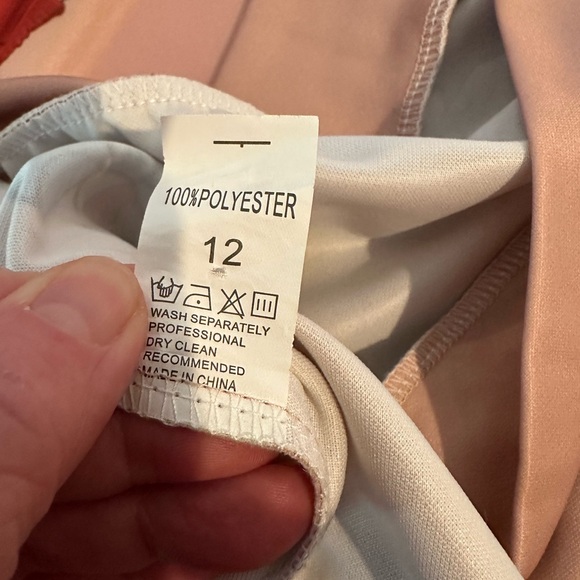 100%POLYESTER
12
WASH SEPARATELY
PROFESSIONAL
DRY CLEAN
RECOMMENDED
MADE IN CHINA